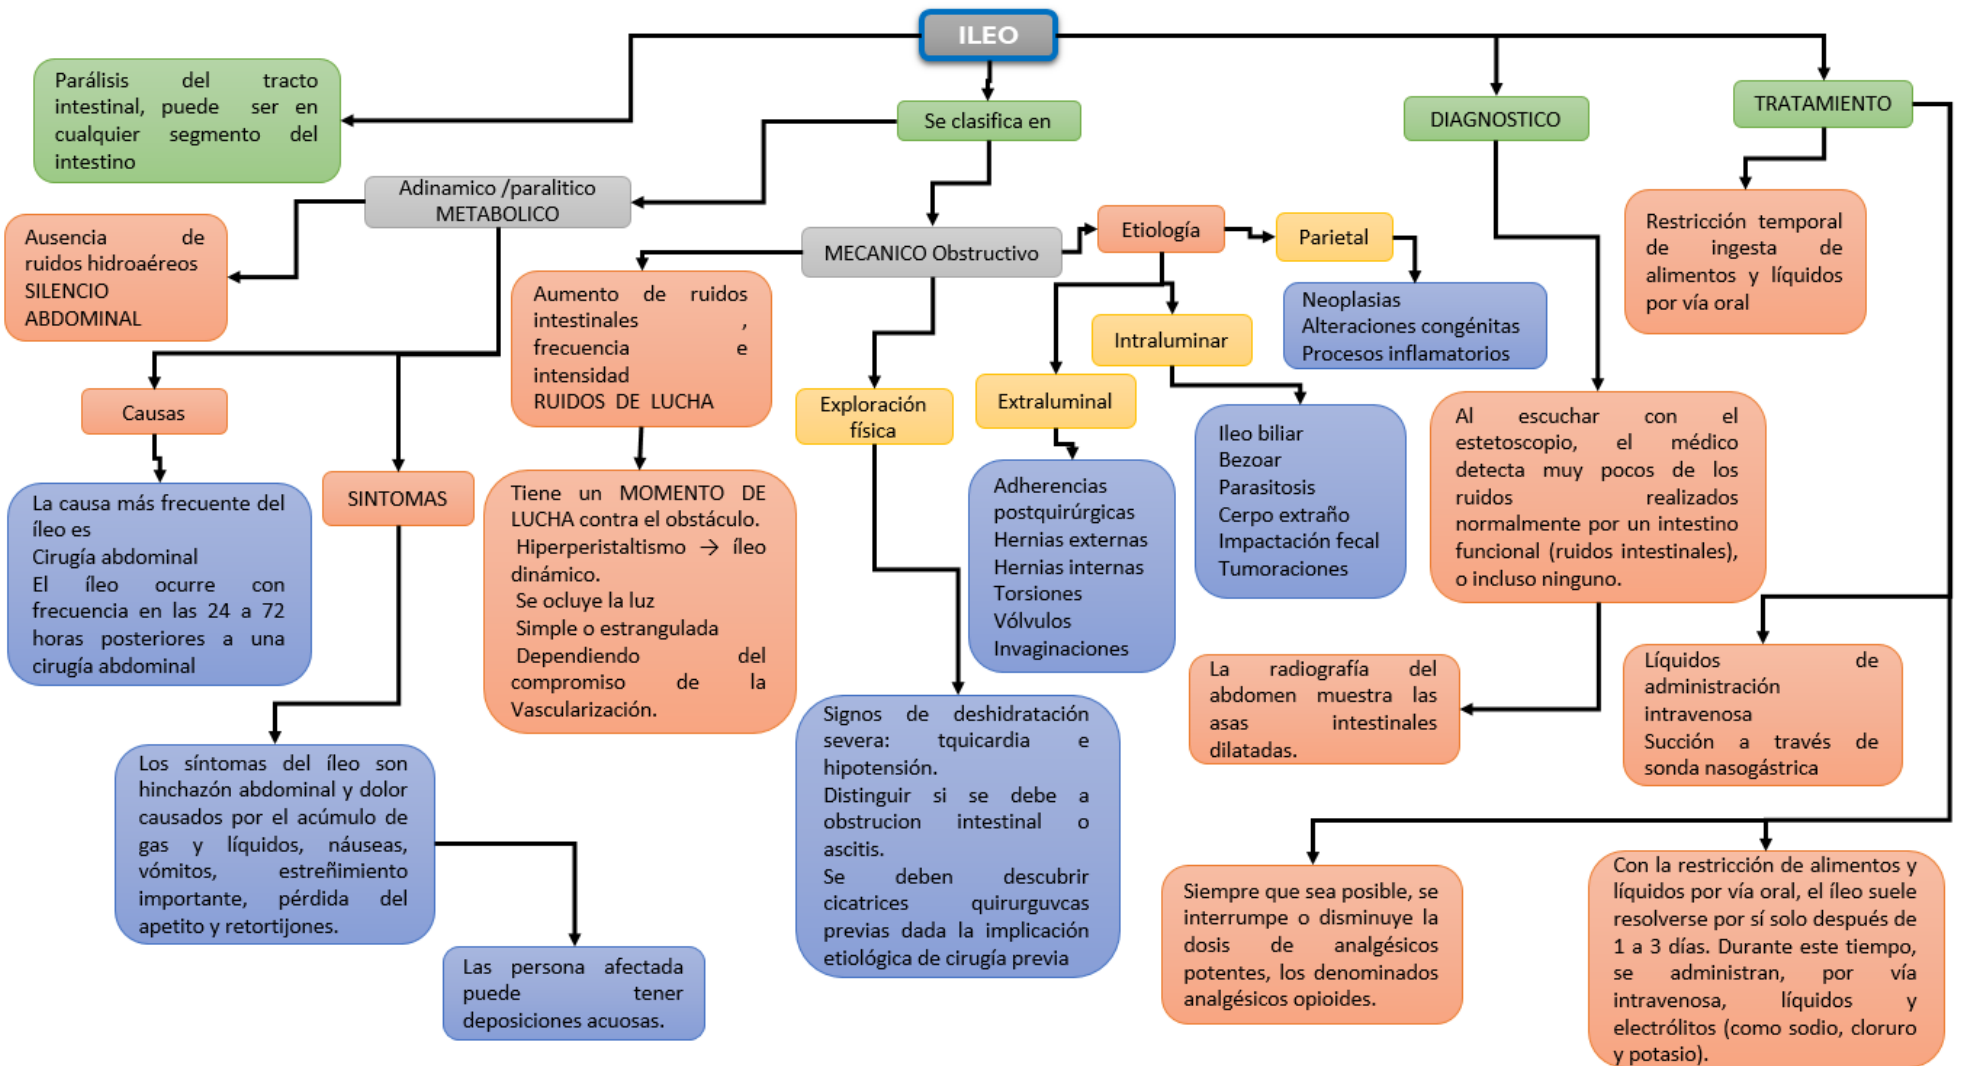 ILEO
Parálisis del tracto
intestinal, puede ser en
cualquier segmento del
intestino
Se clasifica en
DIAGNOSTICO
TRATAMIENTO
Adinamico /paralitico
METABOLICO
Ausencia de
ruidos hidroaéreos
SILENCIO
ABDOMINAL
MECANICO Obstructivo
Etiología
Parietal
Neoplasias
Alteraciones congénitas
Procesos inflamatorios
Restricción temporal
de ingesta de
alimentos y líquidos
por vía oral
Aumento de ruidos
intestinales ,
frecuencia e
intensidad
RUIDOS DE LUCHA
Intraluminar
Extraluminal
Exploración
física
Causas
SINTOMAS
La causa más frecuente del
íleo es
Cirugía abdominal
El íleo ocurre con
frecuencia en las 24 a 72
horas posteriores a una
cirugía abdominal
Tiene un MOMENTO DE
LUCHA contra el obstáculo.
Hiperperistaltismo → íleo
dinámico.
Se ocluye la luz
Simple o estrangulada
Dependiendo del
compromiso de la
Vascularización.
Adherencias
postquirúrgicas
Hernias externas
Hernias internas
Torsiones
Vólvulos
Invaginaciones
Ileo biliar
Bezoar
Parasitosis
Cerpo extraño
Impactación fecal
Tumoraciones
Al escuchar con el
estetoscopio, el médico
detecta muy pocos de los
ruidos realizados
normalmente por un intestino
funcional (ruidos intestinales),
o incluso ninguno.
La radiografía del
abdomen muestra las
asas intestinales
dilatadas.
Líquidos de
administración
intravenosa
Succión a través de
sonda nasogástrica
Los síntomas del íleo son
hinchazón abdominal y dolor
causados por el acúmulo de
gas y líquidos, náuseas,
vómitos, estreñimiento
importante, pérdida del
apetito y retortijones.
Las persona afectada
puede tener
deposiciones acuosas.
Signos de deshidratación
severa: tquicardia e
hipotensión.
Distinguir si se debe a
obstrucion intestinal o
ascitis.
Se deben descubrir
cicatrices quirurguvcas
previas dada la implicación
etiológica de cirugía previa
Siempre que sea posible, se
interrumpe o disminuye la
dosis de analgésicos
potentes, los denominados
analgésicos opioides.
Con la restricción de alimentos y
líquidos por vía oral, el íleo suele
resolverse por sí solo después de
1 a 3 días. Durante este tiempo,
se administran, por vía
intravenosa, líquidos y
electrólitos (como sodio, cloruro
y potasio).